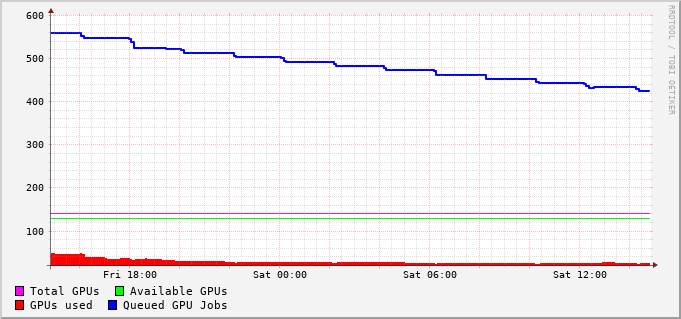 600
500
400
300
200
100
Fri 18:00 Sat 00:00 Sat 06:00 Sat 12:00
Total GPUs Available GPUs
GPUs used Queued GPU Jobs
RRDTOOL / TOBI OETIKER